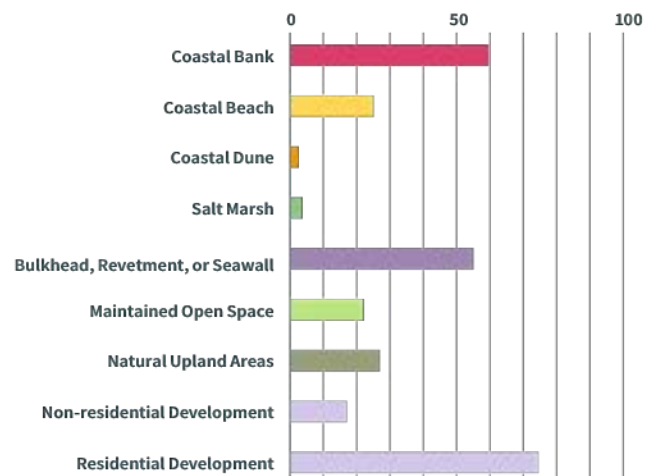 0 50 100
Coastal Bank
Coastal Beach
Coastal Dune
Salt Marsh
Bulkhead, Revetment, or Seawall
Maintained Open Space
Natural Upland Areas
Non-residential Development
Residential Development